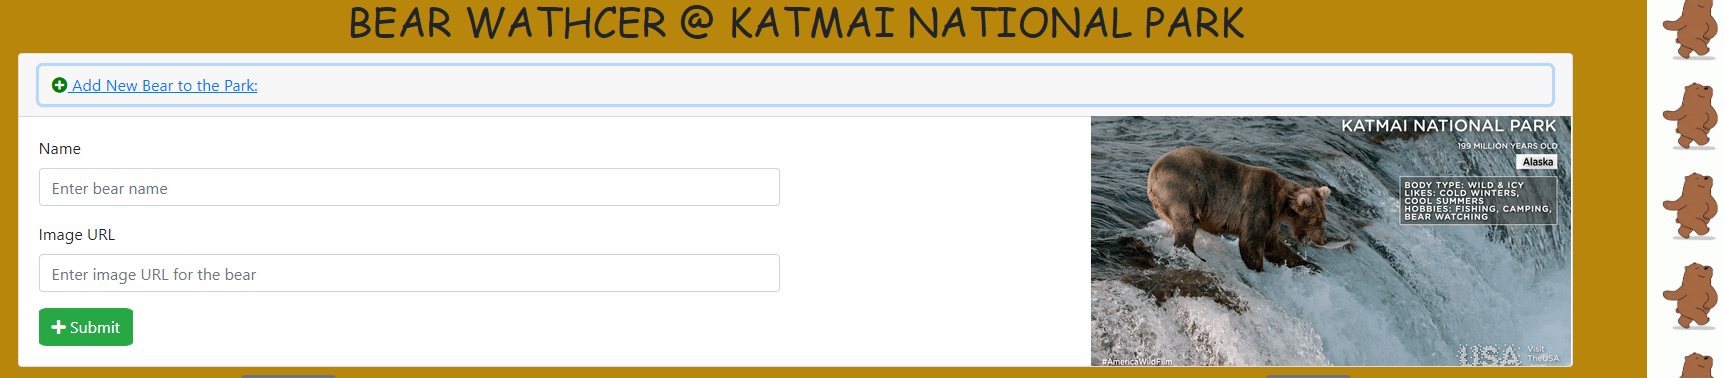 BEAR WATHCER @ KATMAI NATIONAL PARK
Add New Bear to the Park:
Name
Enter bear name
Image URL
Enter image URL for the bear
Submit
KATMAI NATIONAL PARK
199 MILLION YEARS OLD
Alaska
BODY TYPE: WILD & ICY
LIKES: COLD WINTERS,
COOL SUMMERS
HOBBIES: FISHING, CAMPING,
BEAR WATCHING
#AmericaWildFilm
USA
Visit
TheUSA